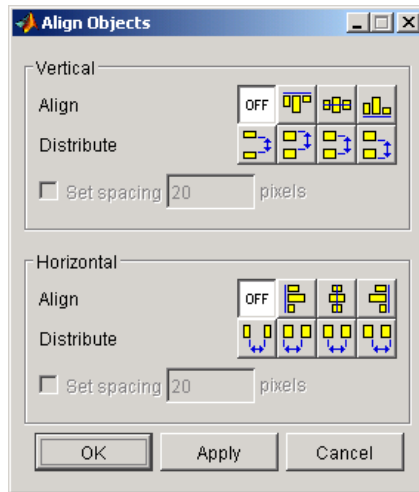 Align Objects
Vertical
Align OFF
Distribute
Set spacing 20 pixels
Horizontal
Align OFF
Distribute
Set spacing 20 pixels
OK Apply Cancel